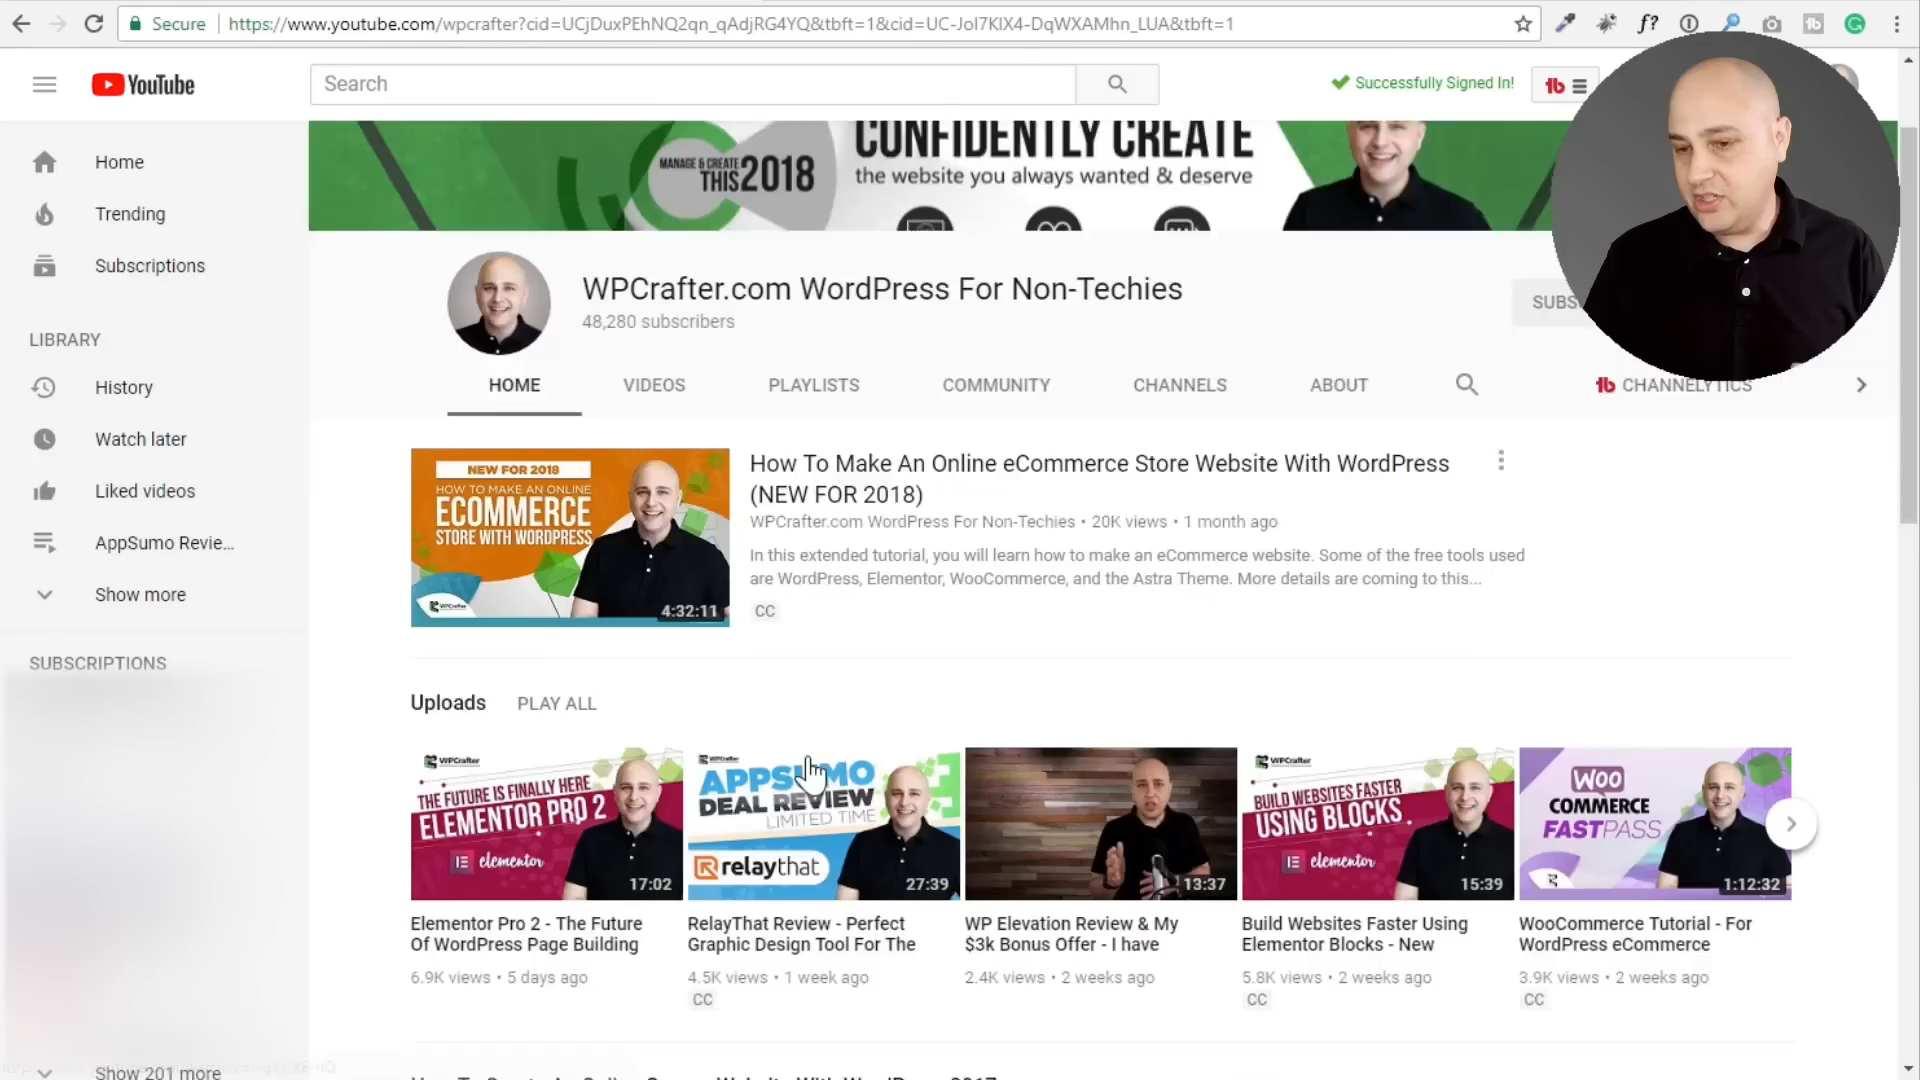 Secure
https://www.youtube.com/wpcrafter?cid=UCjDuxPEhNQ2qn_qAdjRG4YQ&tbft=1&cid=UC-JoI7KlX4-DqWXAMhn_LUA&tbft=1
f?
YouTube
Search
Successfully Signed In!
tb
Home
Trending
Subscriptions
LIBRARY
History
Watch later
Liked videos
AppSumo Revie...
Show more
SUBSCRIPTIONS
Show 201 more
MANAGE & CREATE
THIS 2018
CONFIDENTLY CREATE
the website you always wanted & deserve
WPCrafter.com WordPress For Non-Techies
48,280 subscribers
SUBS
HOME
VIDEOS
PLAYLISTS
COMMUNITY
CHANNELS
ABOUT
tb CHANNELYTICS
NEW FOR 2018
HOW TO MAKE AN ONLINE
ECOMMERCE
STORE WITH WORDPRESS
WPCrafter
4:32:11
How To Make An Online eCommerce Store Website With WordPress
(NEW FOR 2018)
WPCrafter.com WordPress For Non-Techies • 20K views • 1 month ago
In this extended tutorial, you will learn how to make an eCommerce website. Some of the free tools used
are WordPress, Elementor, WooCommerce, and the Astra Theme. More details are coming to this...
CC
Uploads
PLAY ALL
WPCrafter
THE FUTURE IS FINALLY HERE
ELEMENTOR PRO 2
elementor
17:02
WPCrafter
APPSUMO
DEAL REVIEW
LIMITED TIME
relaythat
27:39
13:37
WPCrafter
BUILD WEBSITES FASTER
USING BLOCKS
elementor
15:39
WOO
COMMERCE
FASTPASS
1:12:32
Elementor Pro 2 - The Future
Of WordPress Page Building
6.9K views • 5 days ago
RelayThat Review - Perfect
Graphic Design Tool For The
4.5K views • 1 week ago
CC
WP Elevation Review & My
$3k Bonus Offer - I have
2.4K views • 2 weeks ago
Build Websites Faster Using
Elementor Blocks - New
5.8K views • 2 weeks ago
CC
WooCommerce Tutorial - For
WordPress eCommerce
3.9K views • 2 weeks ago
CC